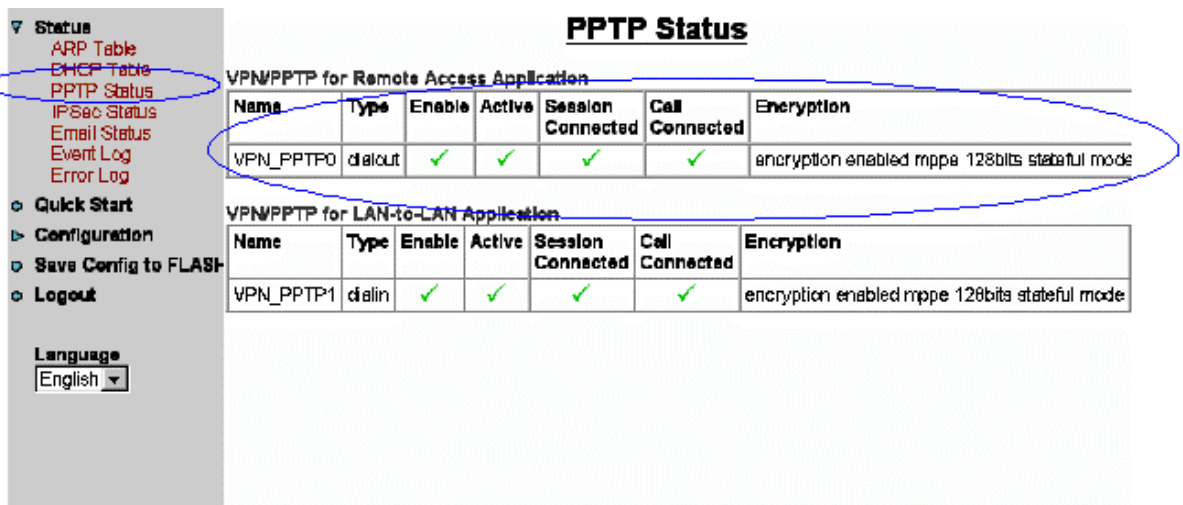 Status
ARP Table
DHCP Table
PPTP Status
IPSec Status
Email Status
Event Log
Error Log
Quick Start
Configuration
Save Config to FLASH
Logout
Language
English
PPTP Status
VPN/PPTP for Remote Access Application
Name Type Enable Active Session Connected Call Connected Encryption
VPN_PPTP0 dialout ✓ ✓ ✓ ✓ encryption enabled mppe 128bits stateful mode
VPN/PPTP for LAN-to-LAN Application
Name Type Enable Active Session Connected Call Connected Encryption
VPN_PPTP1 dialin ✓ ✓ ✓ ✓ encryption enabled mppe 128bits stateful mode